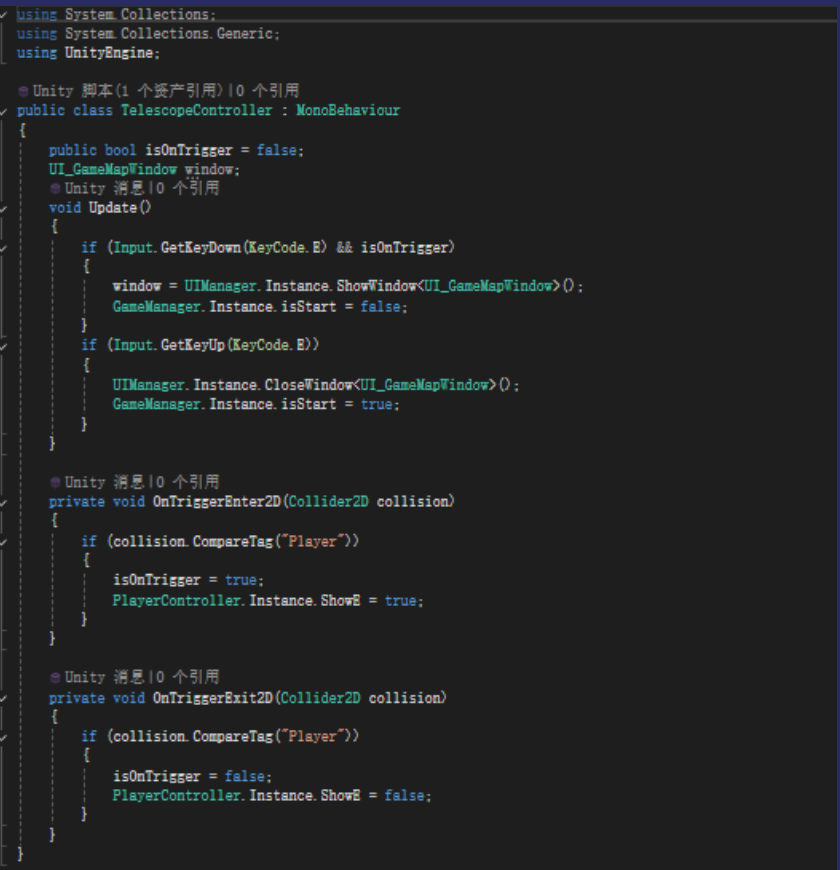 using System.Collections;
using System.Collections.Generic;
using UnityEngine;
Unity 脚本(1 个资产引用)|0 个引用
public class TelescopeController : MonoBehaviour
{
public bool isOnTrigger = false;
UI_GameMapWindow window;
Unity 消息|0 个引用
void Update()
{
if (Input.GetKeyDown(KeyCode.E) && isOnTrigger)
{
window = UIManager.Instance.ShowWindow<UI_GameMapWindow>();
GameManager.Instance.isStart = false;
}
if (Input.GetKeyUp(KeyCode.E))
{
UIManager.Instance.CloseWindow<UI_GameMapWindow>();
GameManager.Instance.isStart = true;
}
}
Unity 消息|0 个引用
private void OnTriggerEnter2D(Collider2D collision)
{
if (collision.CompareTag("Player"))
{
isOnTrigger = true;
PlayerController.Instance.ShowE = true;
}
}
Unity 消息|0 个引用
private void OnTriggerExit2D(Collider2D collision)
{
if (collision.CompareTag("Player"))
{
isOnTrigger = false;
PlayerController.Instance.ShowE = false;
}
}
}